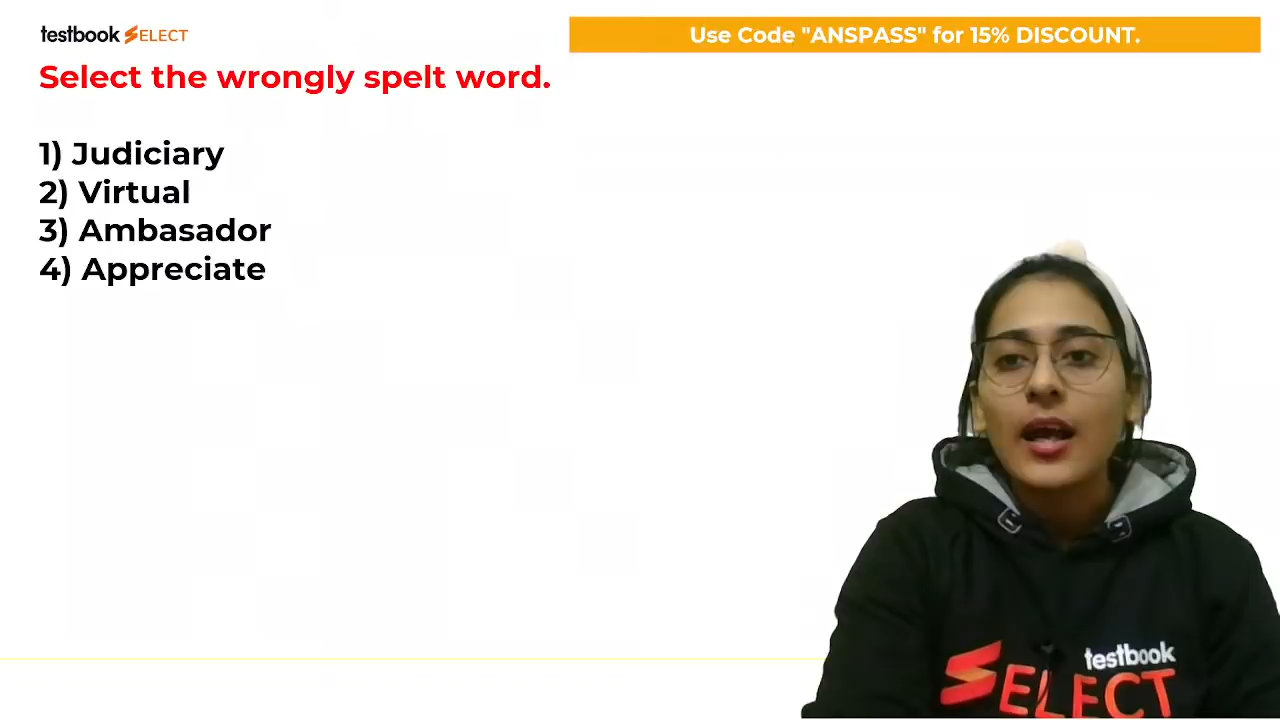 testbook SELECT
Use Code "ANSPASS" for 15% DISCOUNT.
Select the wrongly spelt word.
1) Judiciary
2) Virtual
3) Ambasador
4) Appreciate
testbook
SELECT